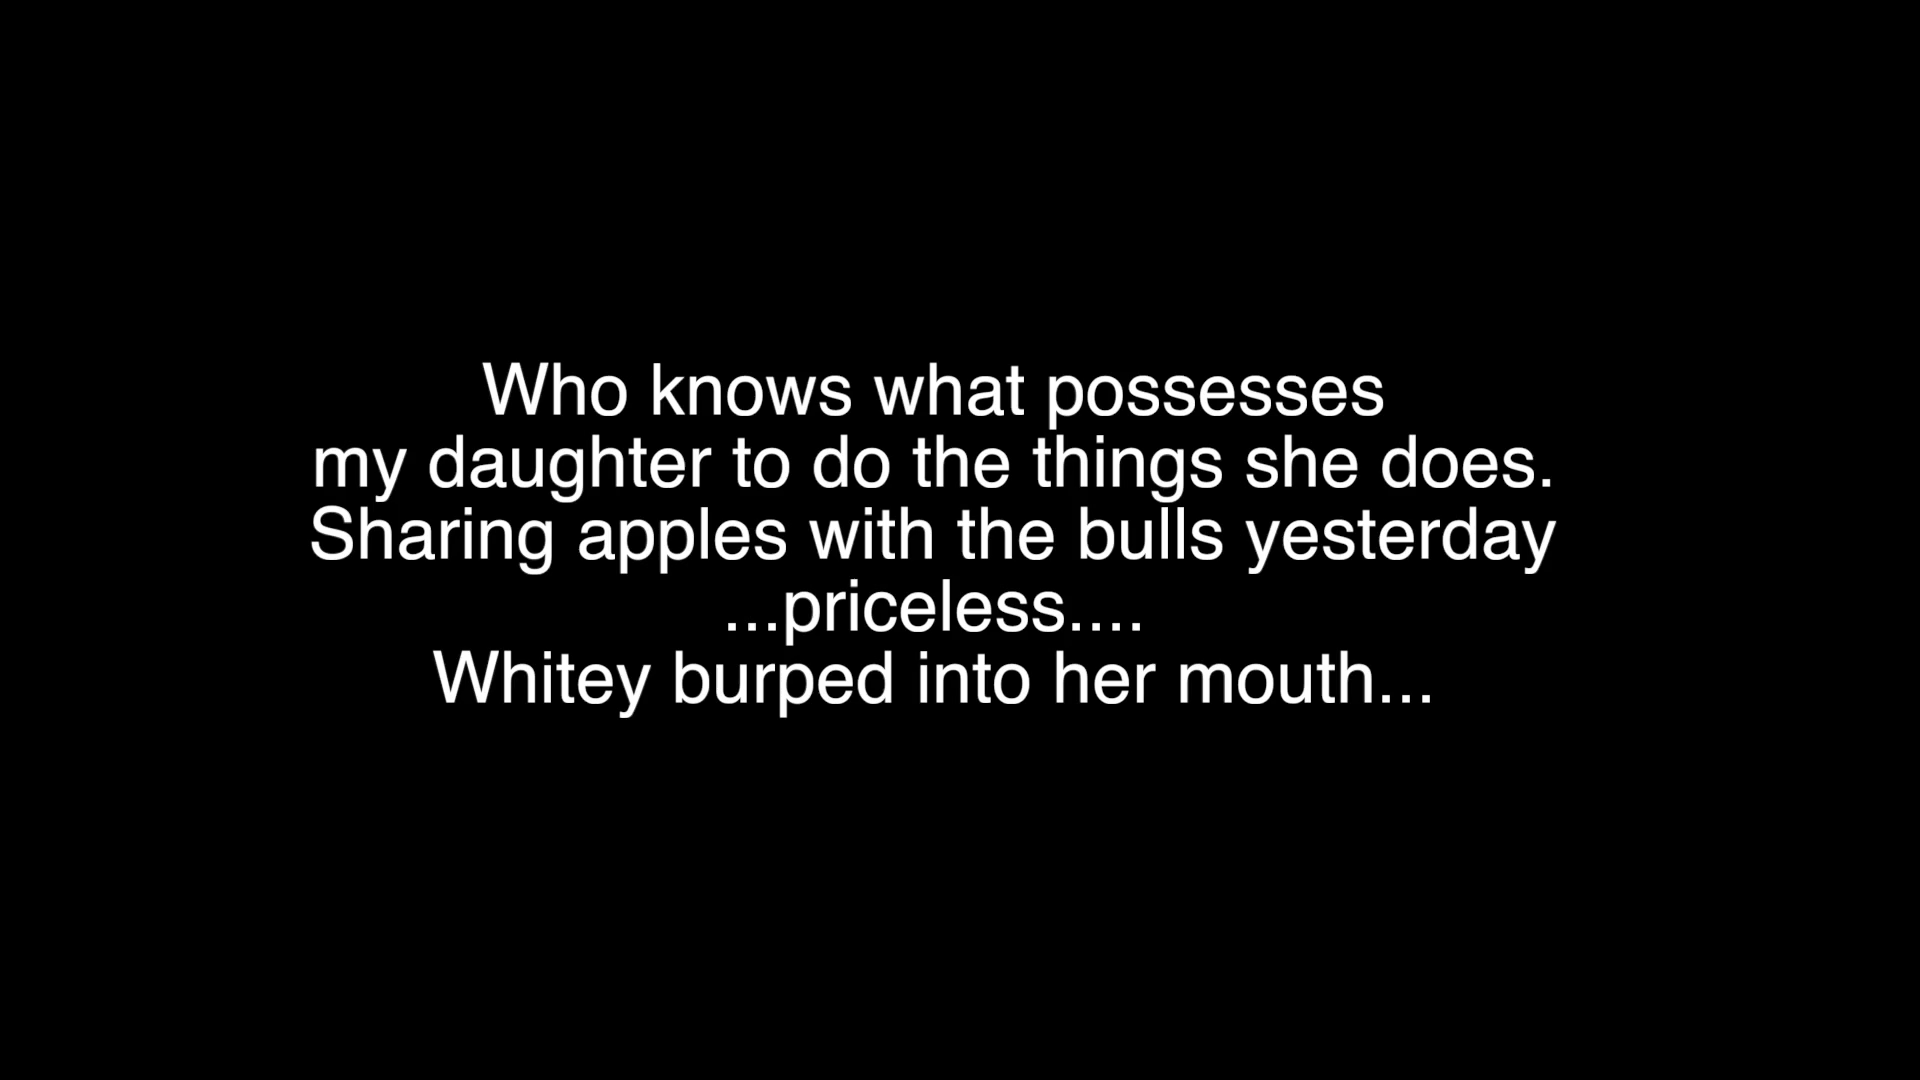 Who knows what possesses
my daughter to do the things she does.
Sharing apples with the bulls yesterday
...priceless....
Whitey burped into her mouth...